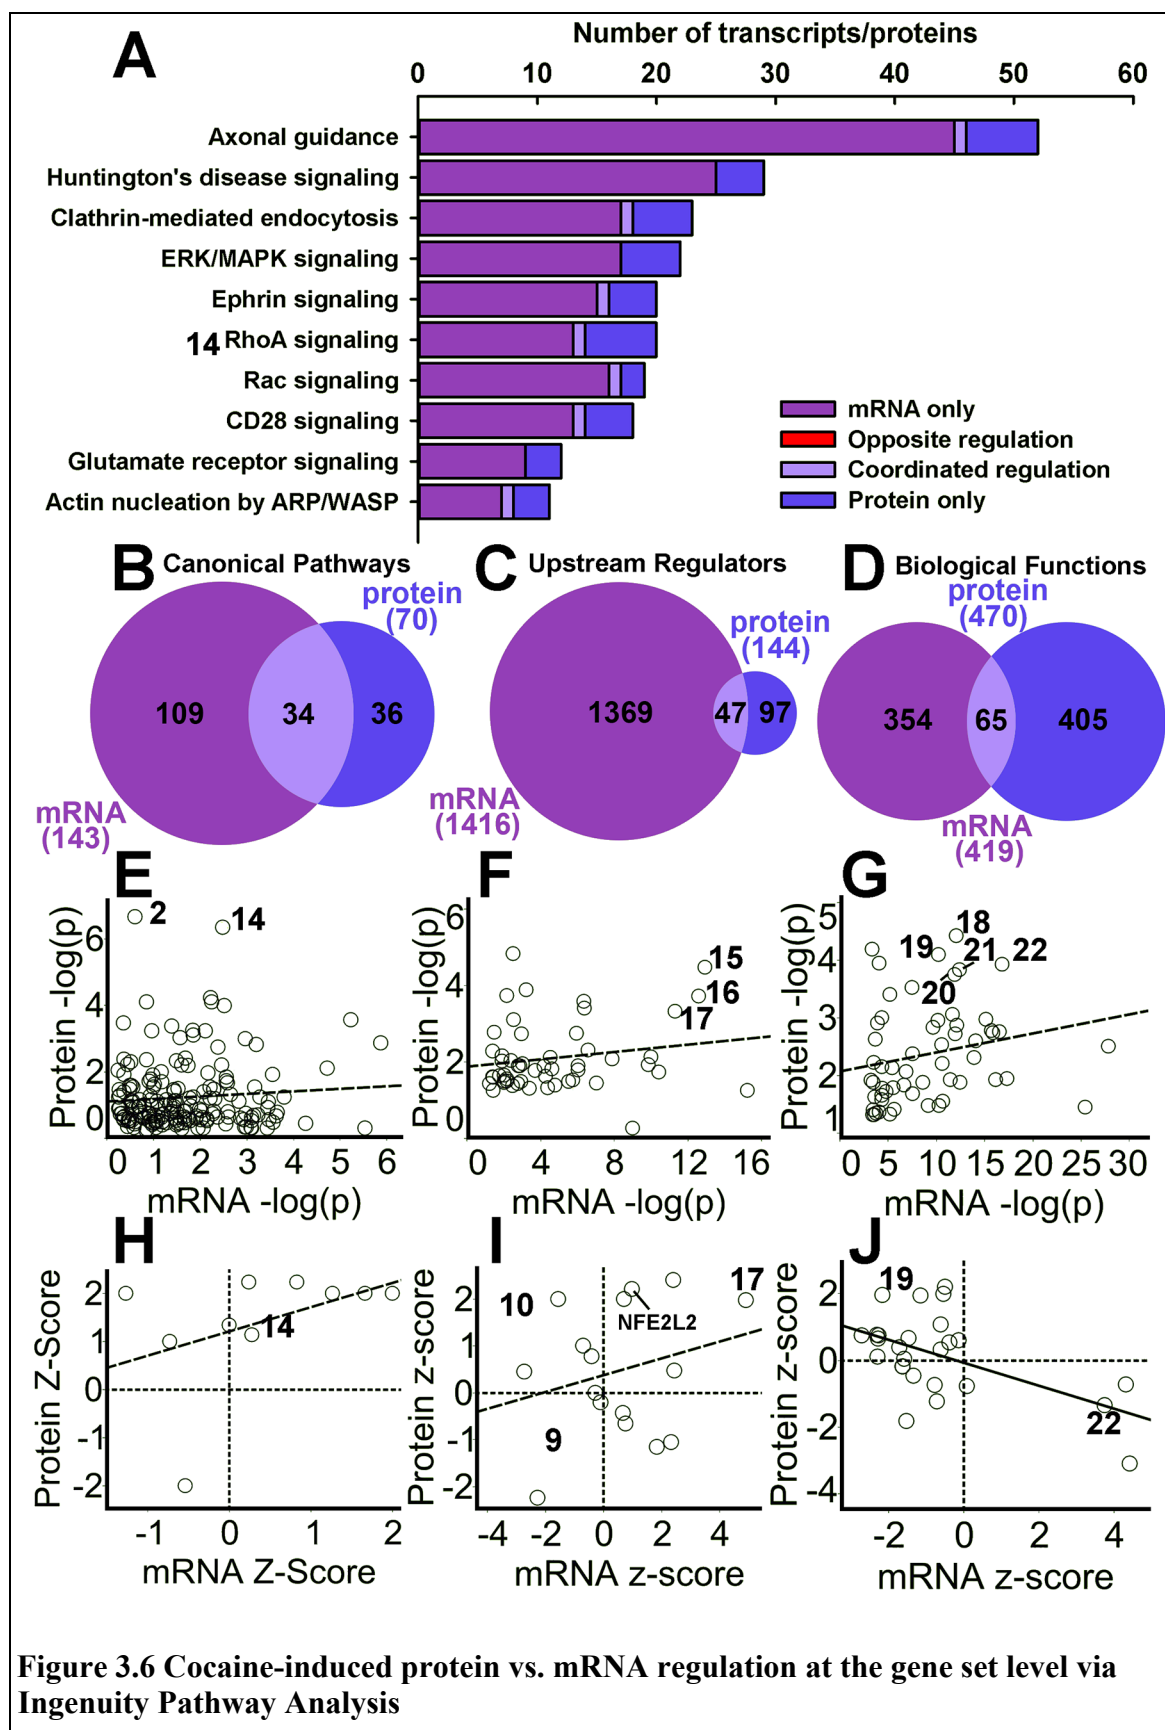 A
Number of transcripts/proteins
0 10 20 30 40 50 60
Axonal guidance
Huntington's disease signaling
Clathrin-mediated endocytosis
ERK/MAPK signaling
Ephrin signaling
14 RhoA signaling
Rac signaling
CD28 signaling
Glutamate receptor signaling
Actin nucleation by ARP/WASP
mRNA only
Opposite regulation
Coordinated regulation
Protein only
B Canonical Pathways
protein
(70)
109 34 36
mRNA
(143)
C Upstream Regulators
protein
(144)
1369 47 97
mRNA
(1416)
D Biological Functions
protein
(470)
354 65 405
mRNA
(419)
E
Protein -log(p)
6
4
2
0
2
14
0 1 2 3 4 5 6
mRNA -log(p)
F
Protein -log(p)
6
4
2
0
15
16
17
0 4 8 12 16
mRNA -log(p)
G
Protein -log(p)
5
4
3
2
1
18
19 21 22
20
0 5 10 15 20 25 30
mRNA -log(p)
H
Protein Z-Score
2
1
0
-1
-2
14
-1 0 1 2
mRNA Z-Score
I
Protein z-score
2
1
0
-1
-2
17
10
NFE2L2
9
-4 -2 0 2 4
mRNA z-score
J
Protein z-score
2
0
-2
-4
19
22
-2 0 2 4
mRNA z-score
Figure 3.6 Cocaine-induced protein vs. mRNA regulation at the gene set level via
Ingenuity Pathway Analysis